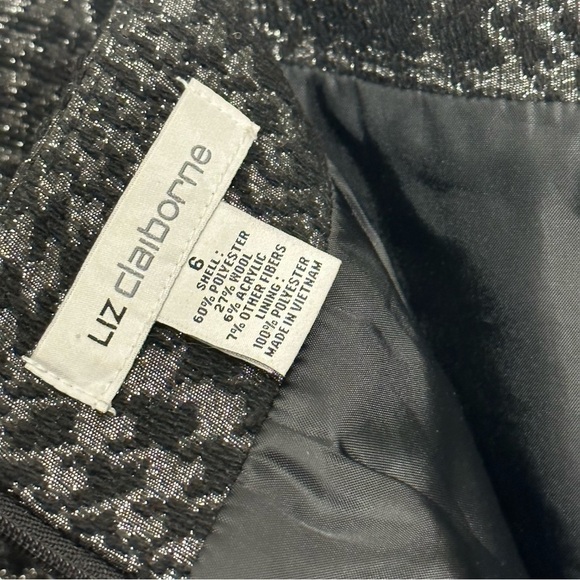 LIZ claiborne
6
SHELL:
60% POLYESTER
27% WOOL
6% ACRYLIC
7% OTHER FIBERS
LINING:
100% POLYESTER
MADE IN VIETNAM